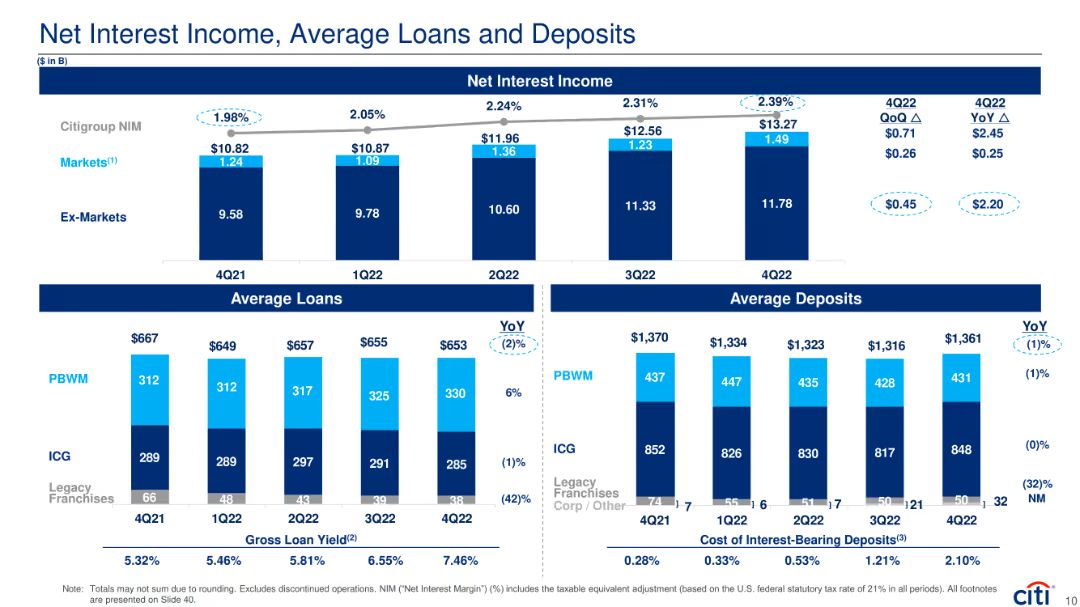 Net Interest Income, Average Loans and Deposits
($ in B)
Net Interest Income
Citigroup NIM
1.98%
2.05%
2.24%
2.31%
2.39%
4Q22 QoQ △
4Q22 YoY △
$10.82
$10.87
$11.96
$12.56
$13.27
$0.71
$2.45
Markets(1)
1.24
1.09
1.36
1.23
1.49
$0.26
$0.25
Ex-Markets
9.58
9.78
10.60
11.33
11.78
$0.45
$2.20
4Q21
1Q22
2Q22
3Q22
4Q22
Average Loans
YoY
$667
$649
$657
$655
$653
(2)%
PBWM
312
312
317
325
330
6%
ICG
289
289
297
291
285
(1)%
Legacy
Franchises
66
48
43
39
38
(42)%
4Q21
1Q22
2Q22
3Q22
4Q22
Gross Loan Yield(2)
5.32%
5.46%
5.81%
6.55%
7.46%
Average Deposits
YoY
$1,370
$1,334
$1,323
$1,316
$1,361
(1)%
PBWM
437
447
435
428
431
(1)%
ICG
852
826
830
817
848
(0)%
Legacy
Franchises
74
55
51
50
50
(32)%
Corp / Other
7
6
7
21
32
NM
4Q21
1Q22
2Q22
3Q22
4Q22
Cost of Interest-Bearing Deposits(3)
0.28%
0.33%
0.53%
1.21%
2.10%
Note: Totals may not sum due to rounding. Excludes discontinued operations. NIM ("Net Interest Margin") (%) includes the taxable equivalent adjustment (based on the U.S. federal statutory tax rate of 21% in all periods). All footnotes
are presented on Slide 40.
citi
10